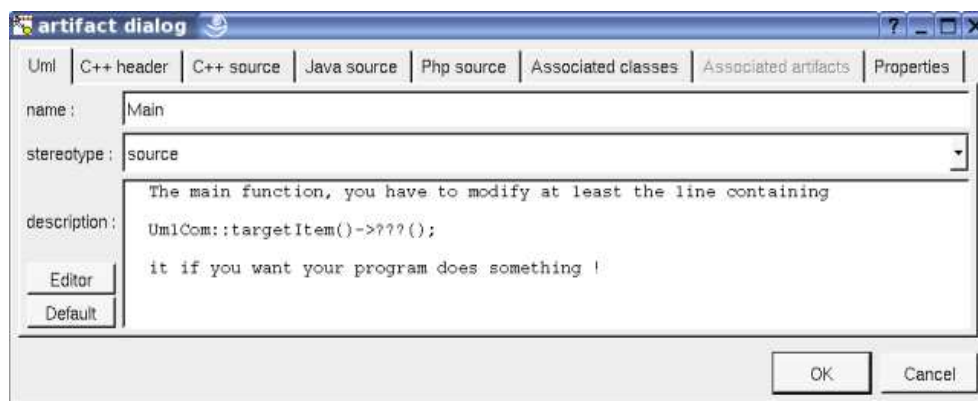 artifact dialog
?
Uml C++ header C++ source Java source Php source Associated classes Associated artifacts Properties
name : Main
stereotype : source
description :
The main function, you have to modify at least the line containing
UmlCom::targetItem()->???();
it if you want your program does something !
Editor
Default
OK Cancel